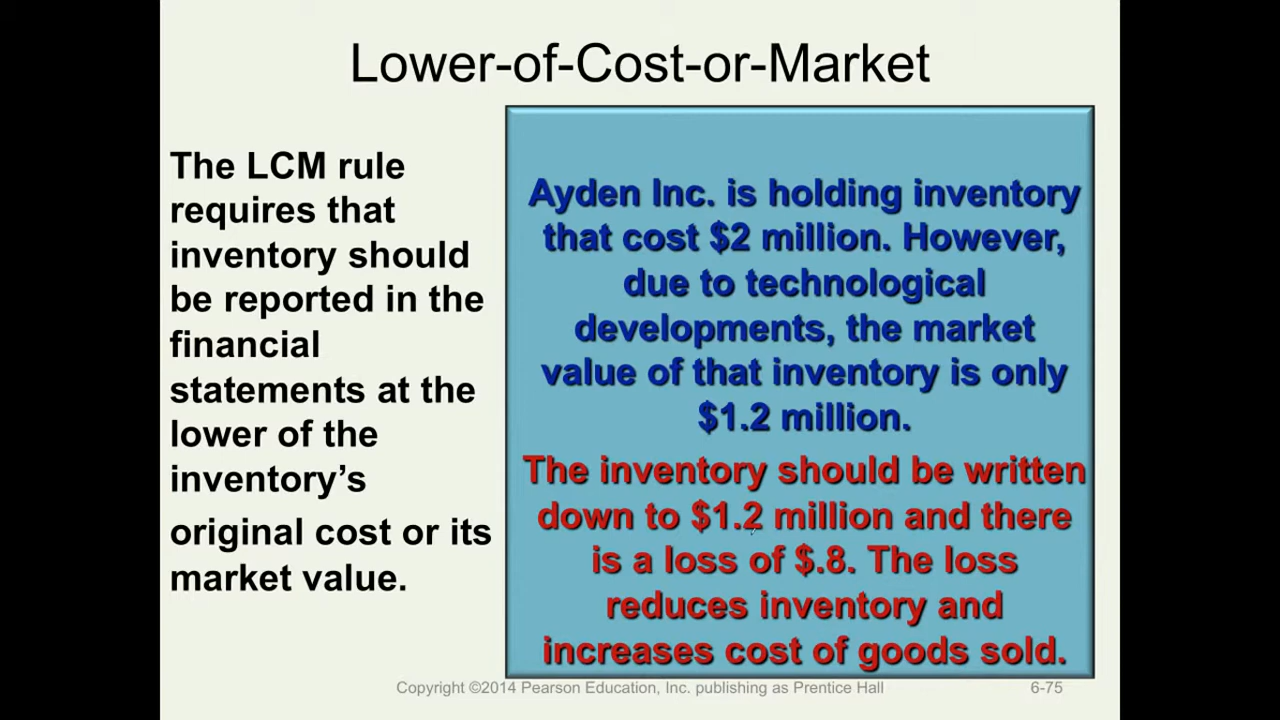 Lower-of-Cost-or-Market
The LCM rule
requires that
inventory should
be reported in the
financial
statements at the
lower of the
inventory’s
original cost or its
market value.
Ayden Inc. is holding inventory
that cost $2 million. However,
due to technological
developments, the market
value of that inventory is only
$1.2 million.
The inventory should be written
down to $1.2 million and there
is a loss of $.8. The loss
reduces inventory and
increases cost of goods sold.
Copyright ©2014 Pearson Education, Inc. publishing as Prentice Hall
6-75